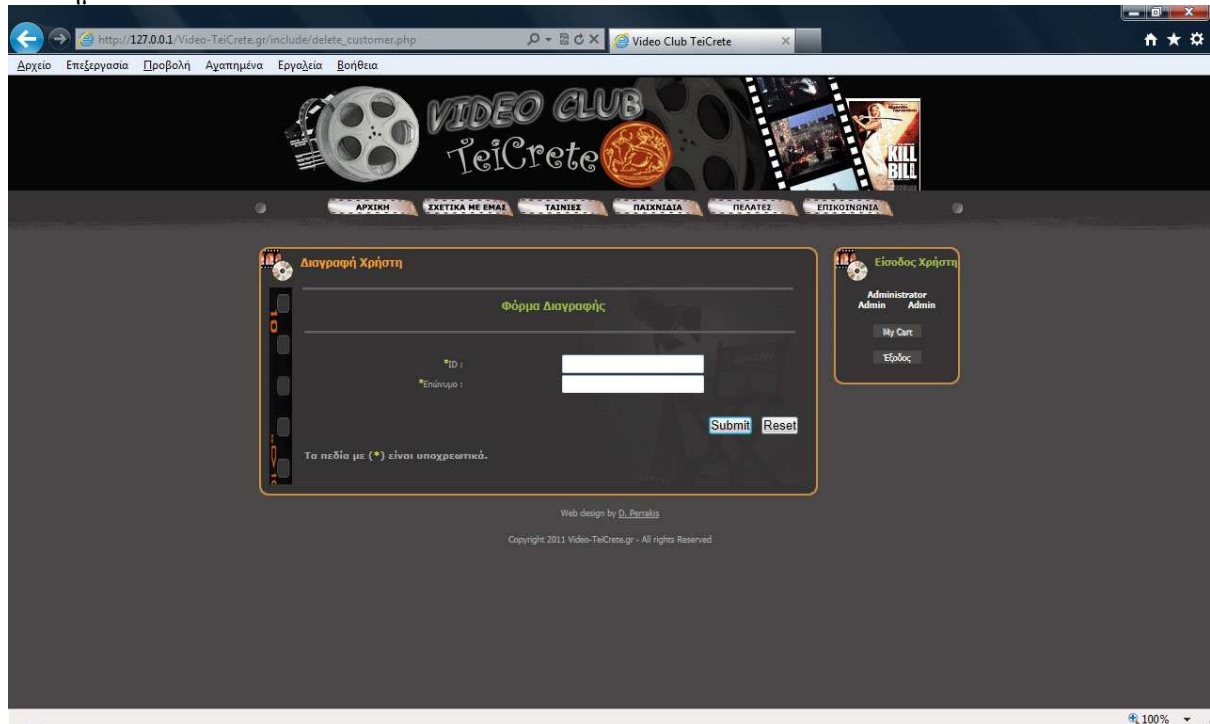 http://127.0.0.1/Video-TeiCrete.gr/include/delete_customer.php
Video Club TeiCrete
Αρχείο Επεξεργασία Προβολή Αγαπημένα Εργαλεία Βοήθεια
VIDEO CLUB
TeiCrete
KILL
BILL
ΑΡΧΙΚΗ ΣΧΕΤΙΚΑ ΜΕ ΕΜΑΣ ΤΑΙΝΙΕΣ ΠΑΙΧΝΙΔΙΑ ΠΕΛΑΤΕΣ ΕΠΙΚΟΙΝΩΝΙΑ
Διαγραφή Χρήστη
Φόρμα Διαγραφής
*ID :
*Επώνυμο :
Submit Reset
Τα πεδία με (*) είναι υποχρεωτικά.
Είσοδος Χρήστη
Administrator
Admin Admin
My Cart
Έξοδος
Web design by D. Perrakis
Copyright 2011 Video-TeiCrete.gr - All rights Reserved
100%